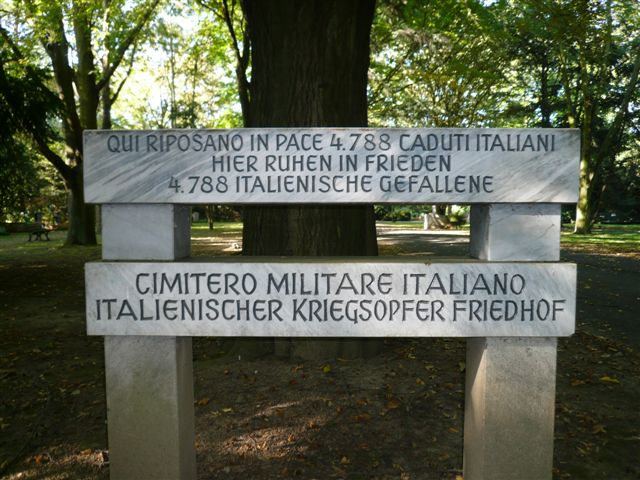 QUI RIPOSANO IN PACE 4.788 CADUTI ITALIANI
HIER RUHEN IN FRIEDEN
4.788 ITALIENISCHE GEFALLENE
CIMITERO MILITARE ITALIANO
ITALIENISCHER KRIEGSOPFER FRIEDHOF